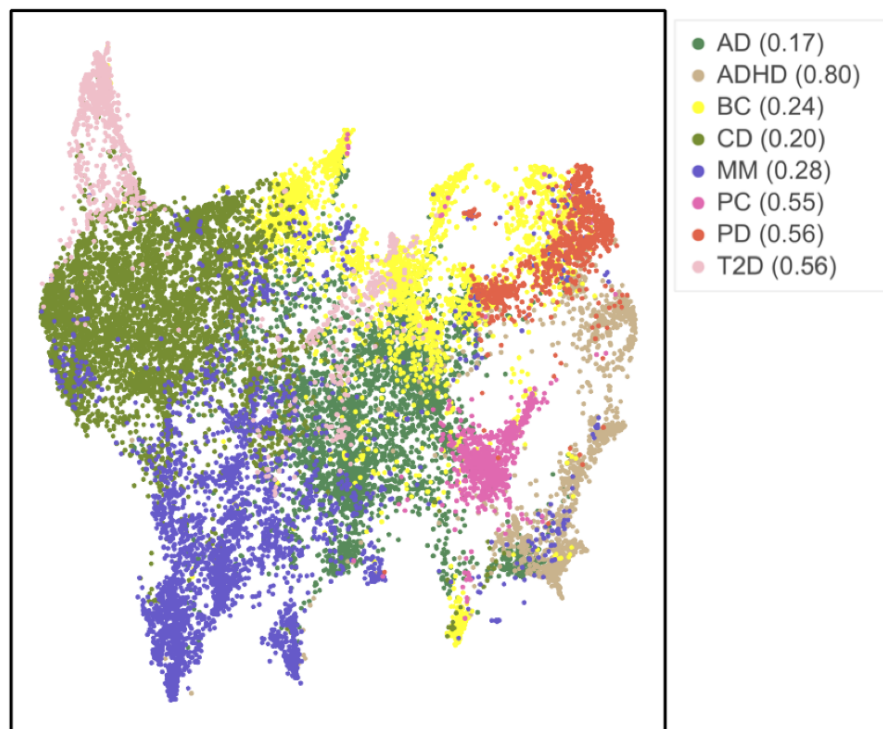 AD (0.17)
ADHD (0.80)
BC (0.24)
CD (0.20)
MM (0.28)
PC (0.55)
PD (0.56)
T2D (0.56)